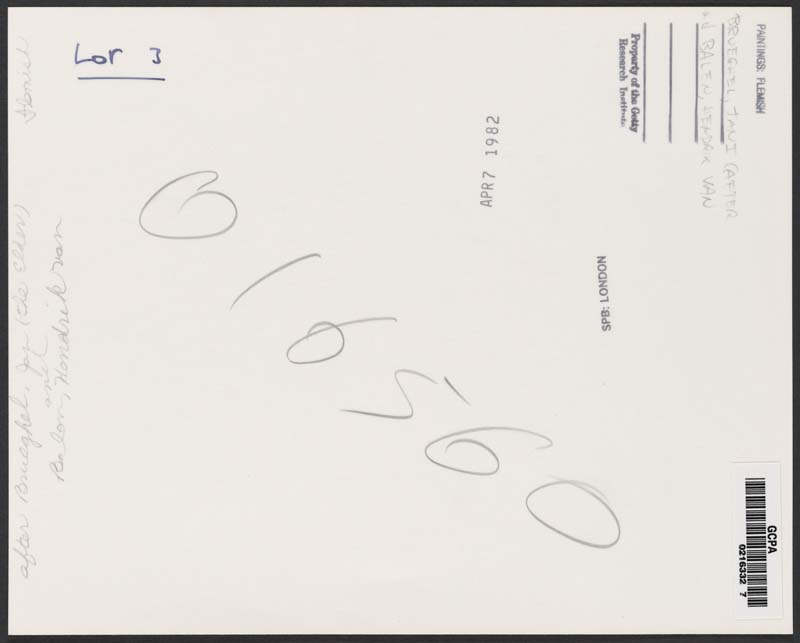 Lor 3
Property of the Getty
Research Institute
PAINTINGS: FLEMISH
BRUEGHEL, JAN I (AFTER
BALEN, HENDRIK VAN
APR 7 1982
SPB: LONDON
after Brueghel, Jan (the Elder)
and
Balen, Hendrik van
Flemish
016560
GCPA
0216332 7